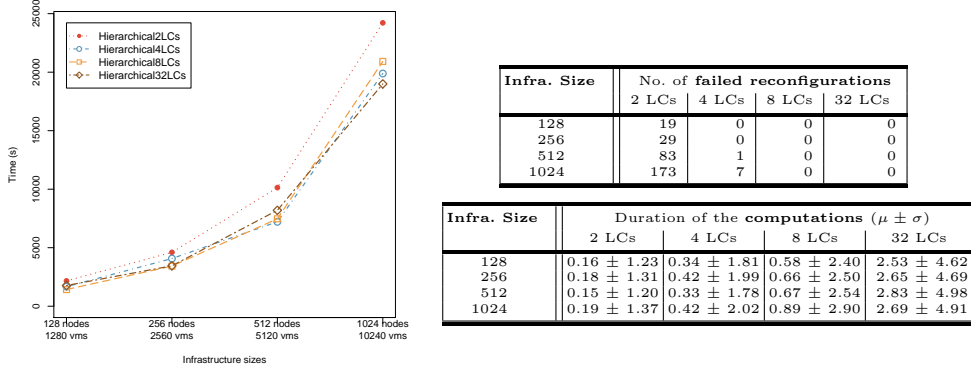 25000
20000
15000
10000
5000
0
Time (s)
Hierarchical2LCs
Hierarchical4LCs
Hierarchical8LCs
Hierarchical32LCs
128 nodes 256 nodes 512 nodes 1024 nodes
1280 vms 2560 vms 5120 vms 10240 vms
Infrastructure sizes
Infra. Size No. of failed reconfigurations
2 LCs 4 LCs 8 LCs 32 LCs
128 19 0 0 0
256 29 0 0 0
512 83 1 0 0
1024 173 7 0 0
Infra. Size Duration of the computations (μ ± σ)
2 LCs 4 LCs 8 LCs 32 LCs
128 0.16 ± 1.23 0.34 ± 1.81 0.58 ± 2.40 2.53 ± 4.62
256 0.18 ± 1.31 0.42 ± 1.99 0.66 ± 2.50 2.65 ± 4.69
512 0.15 ± 1.20 0.33 ± 1.78 0.67 ± 2.54 2.83 ± 4.98
1024 0.19 ± 1.37 0.42 ± 2.02 0.89 ± 2.90 2.69 ± 4.91